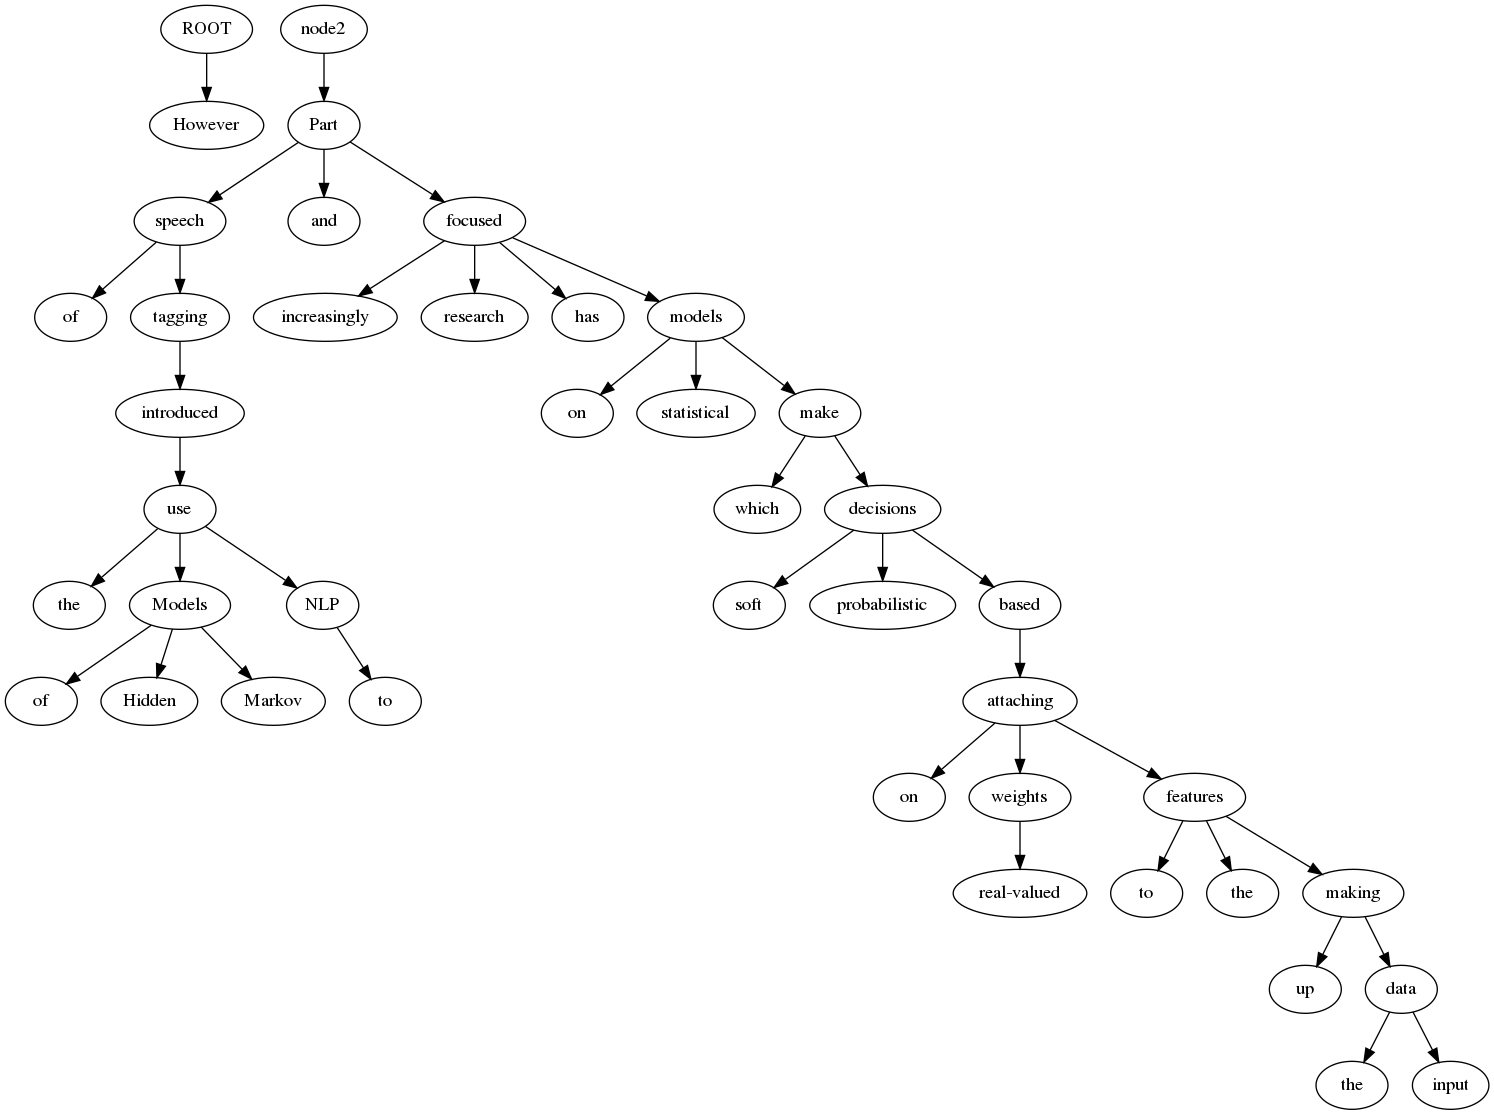 ROOT node2
However Part
speech and focused
of tagging increasingly research has models
introduced on statistical make
use which decisions
the Models NLP soft probabilistic based
of Hidden Markov to attaching
on weights features
real-valued to the making
up data
the input